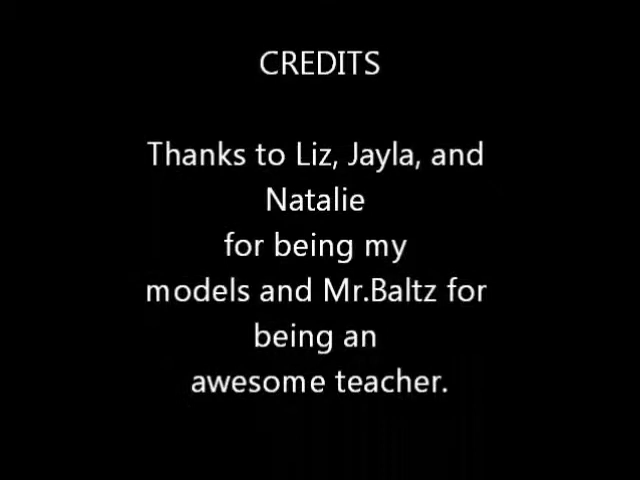 CREDITS
Thanks to Liz, Jayla, and
Natalie
for being my
models and Mr.Baltz for
being an
awesome teacher.